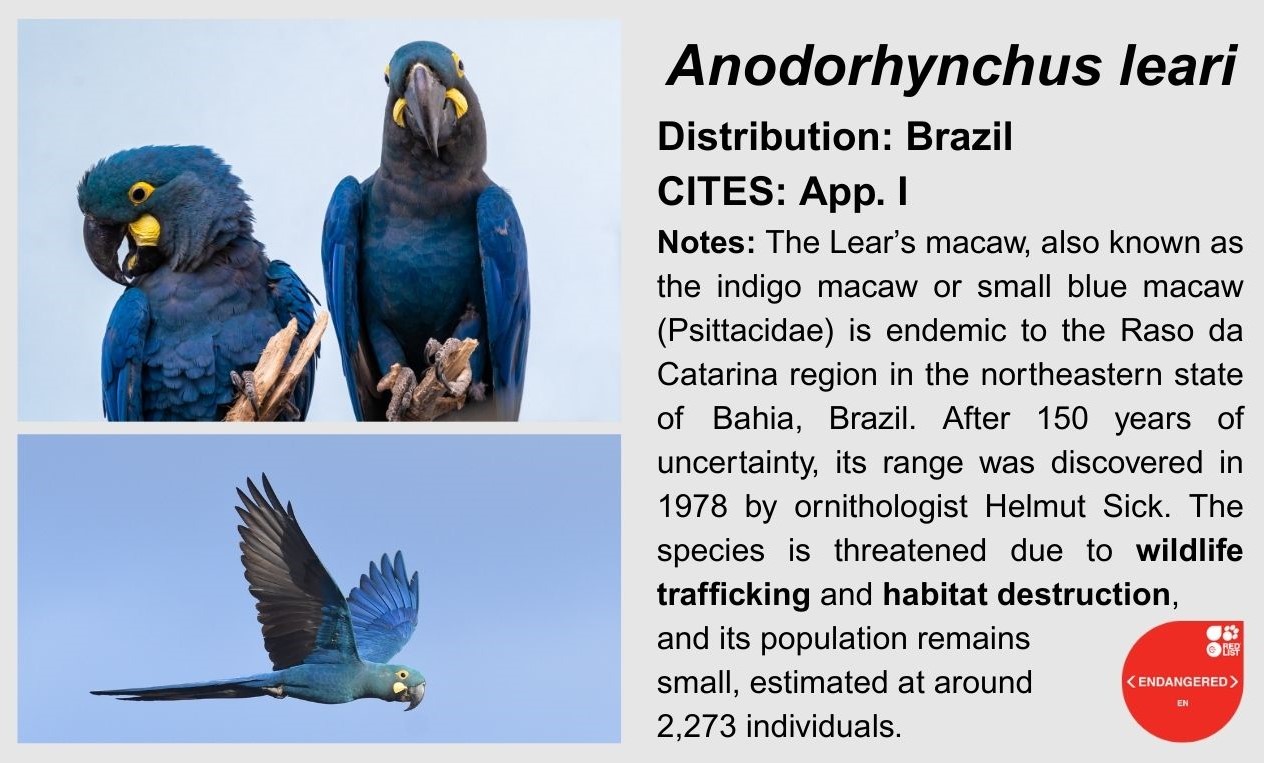 Anodorhynchus leari
Distribution: Brazil
CITES: App. I
Notes: The Lear’s macaw, also known as
the indigo macaw or small blue macaw
(Psittacidae) is endemic to the Raso da
Catarina region in the northeastern state
of Bahia, Brazil. After 150 years of
uncertainty, its range was discovered in
1978 by ornithologist Helmut Sick. The
species is threatened due to wildlife
trafficking and habitat destruction,
and its population remains
small, estimated at around
2,273 individuals.
RED
LIST
< ENDANGERED >
EN